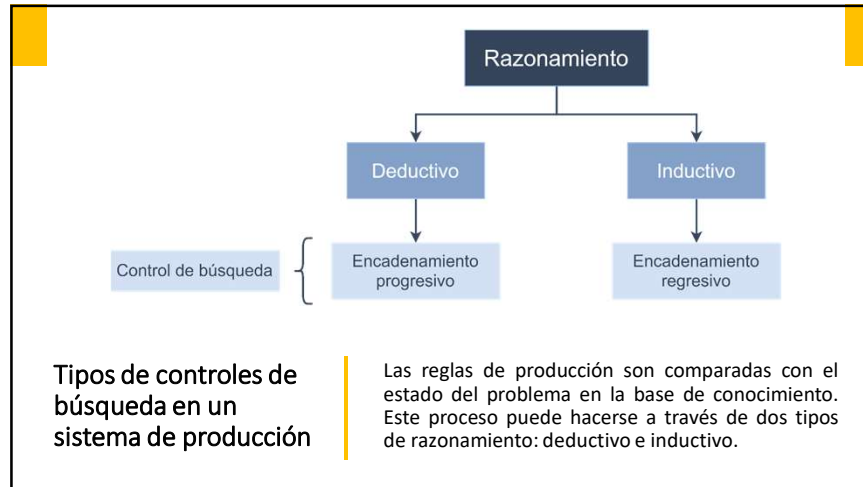 Razonamiento
Deductivo
Inductivo
Control de búsqueda
Encadenamiento
progresivo
Encadenamiento
regresivo
Tipos de controles de
búsqueda en un
sistema de producción
Las reglas de producción son comparadas con el
estado del problema en la base de conocimiento.
Este proceso puede hacerse a través de dos tipos
de razonamiento: deductivo e inductivo.